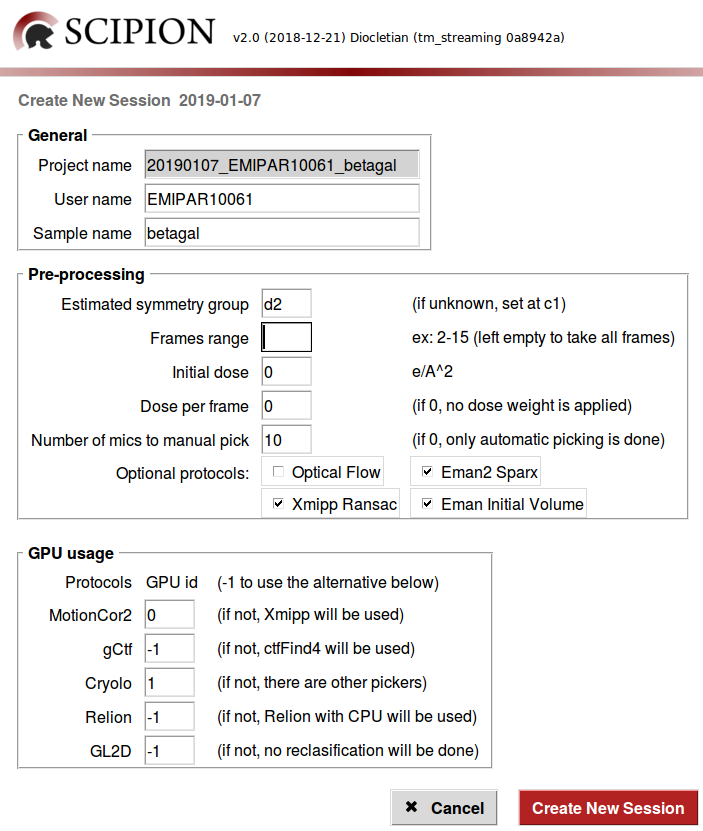 SCIPION v2.0 (2018-12-21) Diocletian (tm_streaming 0a8942a)
Create New Session 2019-01-07
General
Project name 20190107_EMIPAR10061_betagal
User name EMIPAR10061
Sample name betagal
Pre-processing
Estimated symmetry group d2 (if unknown, set at c1)
Frames range ex: 2-15 (left empty to take all frames)
Initial dose 0 e/A^2
Dose per frame 0 (if 0, no dose weight is applied)
Number of mics to manual pick 10 (if 0, only automatic picking is done)
Optional protocols: Optical Flow Eman2 Sparx
Xmipp Ransac Eman Initial Volume
GPU usage
Protocols GPU id (-1 to use the alternative below)
MotionCor2 0 (if not, Xmipp will be used)
gCtf -1 (if not, ctfFind4 will be used)
Cryolo 1 (if not, there are other pickers)
Relion -1 (if not, Relion with CPU will be used)
GL2D -1 (if not, no reclasification will be done)
Cancel Create New Session